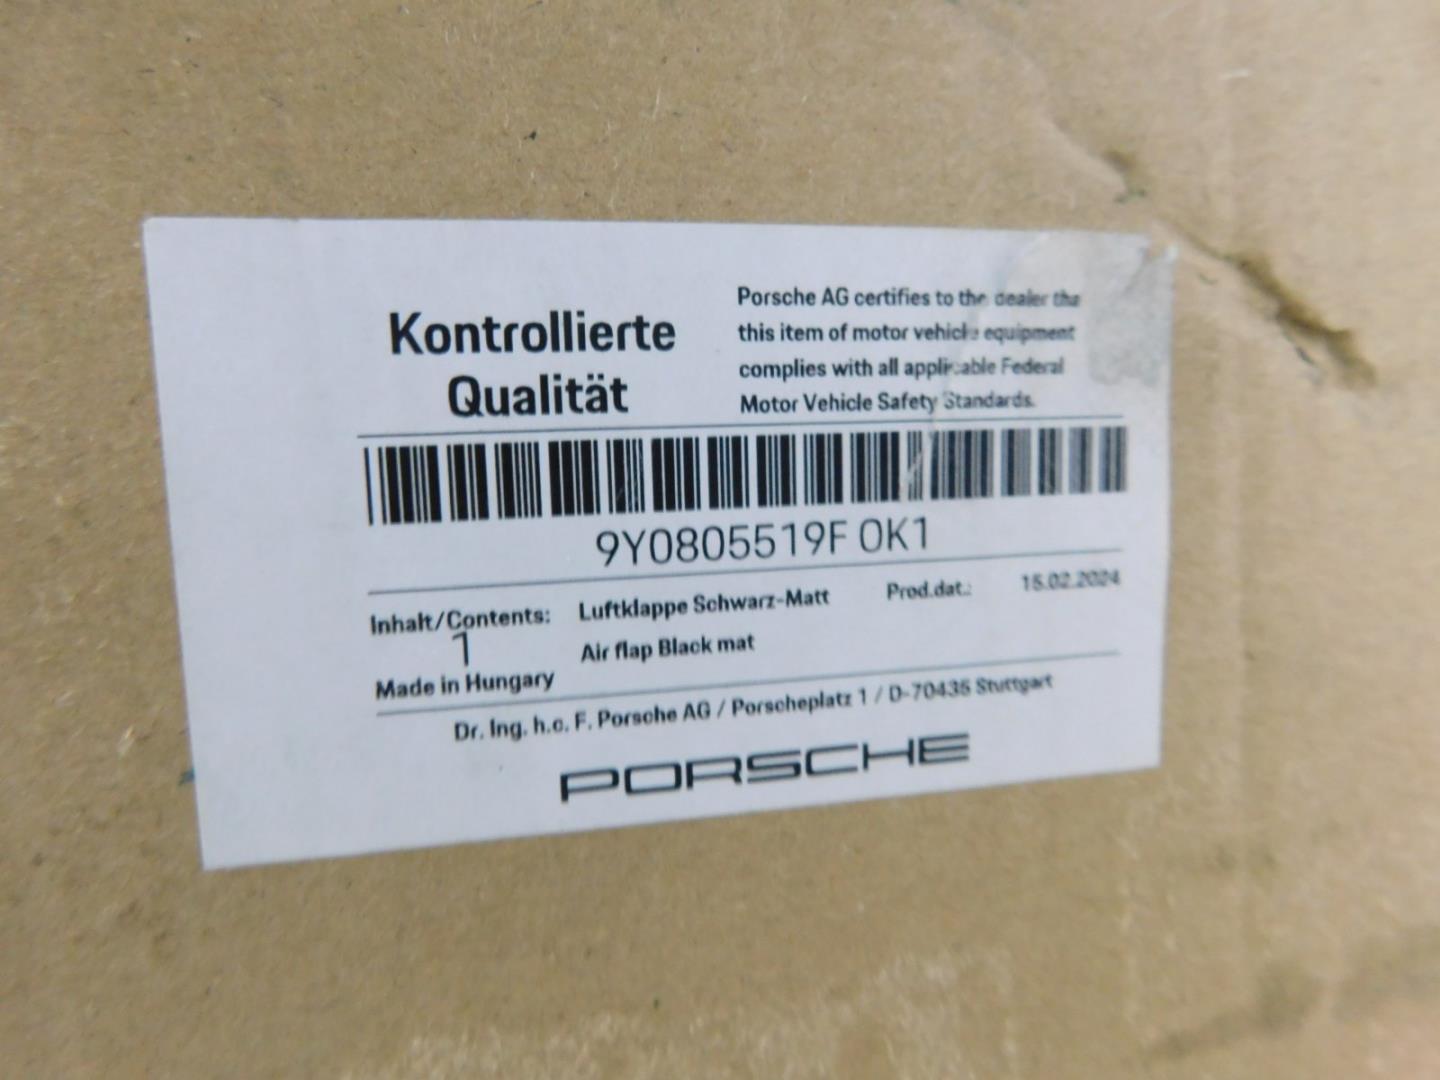 Kontrollierte
Qualität
Porsche AG certifies to the dealer tha
this item of motor vehicle equipment
complies with all applicable Federal
Motor Vehicle Safety Standards.
9Y0805519F 0K1
Inhalt/Contents: Luftklappe Schwarz-Matt Prod.dat.: 15.02.2024
1 Air flap Black mat
Made in Hungary
Dr. Ing. h.c. F. Porsche AG / Porscheplatz 1 / D-70435 Stuttgart
PORSCHE